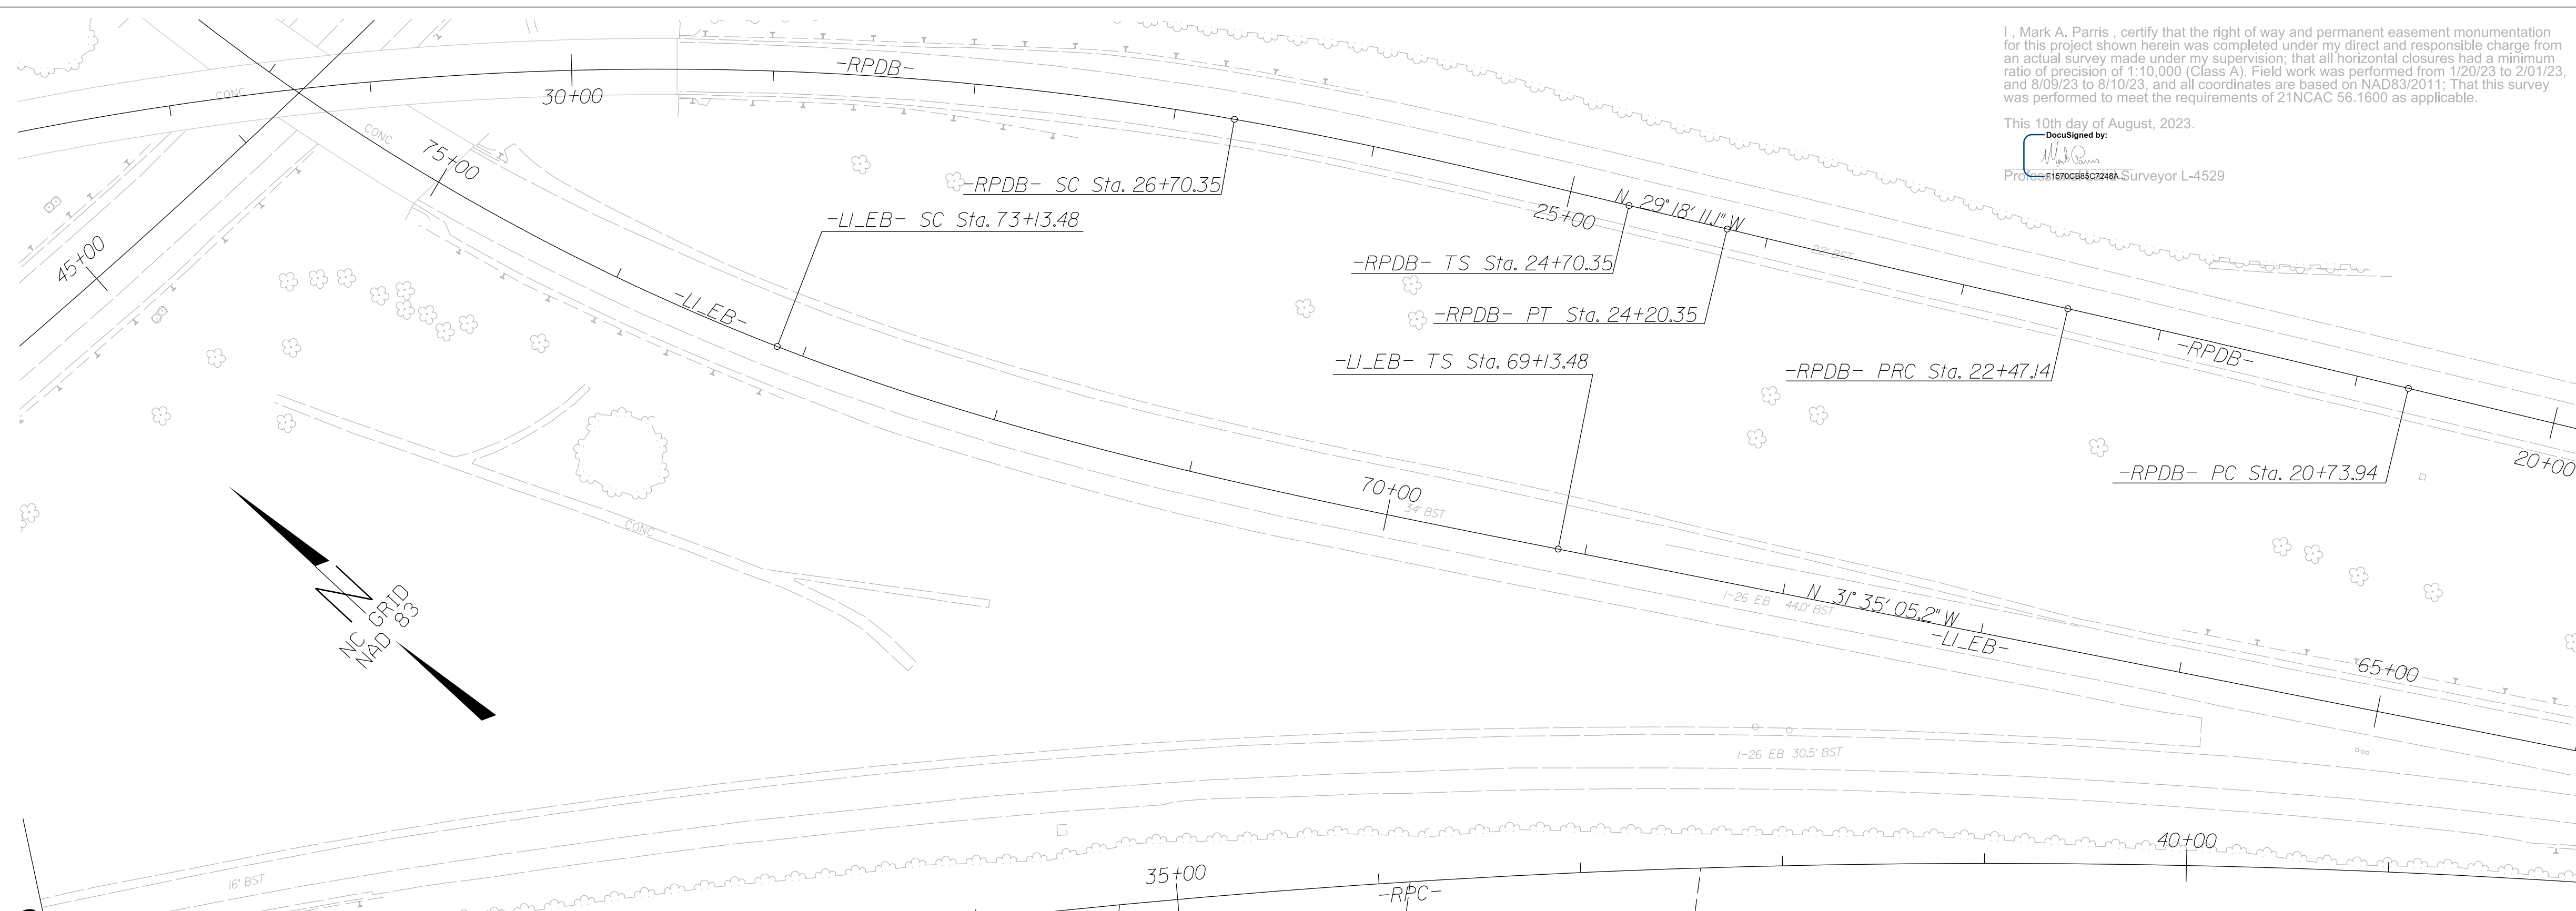 I , Mark A. Parris , certify that the right of way and permanent easement monumentation
for this project shown herein was completed under my direct and responsible charge from
an actual survey made under my supervision; that all horizontal closures had a minimum
ratio of precision of 1:10,000 (Class A). Field work was performed from 1/20/23 to 2/01/23,
and 8/09/23 to 8/10/23, and all coordinates are based on NAD83/2011; That this survey
was performed to meet the requirements of 21NCAC 56.1600 as applicable.
This 10th day of August, 2023.
DocuSigned by:
Mark Parris
F1570CB85C7248A...
Professional Land Surveyor L-4529
-RPDB-
CONC
30+00
CONC
75+00
-RPDB- SC Sta. 26+70.35
-L1_EB- SC Sta. 73+13.48
25+00
N 29° 18' 11.1" W
45+00
22' BST
-RPDB- TS Sta. 24+70.35
-L1_EB-
-RPDB- PT Sta. 24+20.35
-L1_EB- TS Sta. 69+13.48
-RPDB- PRC Sta. 22+47.14
-RPDB-
-RPDB- PC Sta. 20+73.94
20+00
70+00
34' BST
CONC
NC GRID
NAD 83
I-26 EB 44.0' BST
N 31° 35' 05.2" W
-L1_EB-
65+00
I-26 EB 30.5' BST
40+00
16' BST
35+00
-RPC-